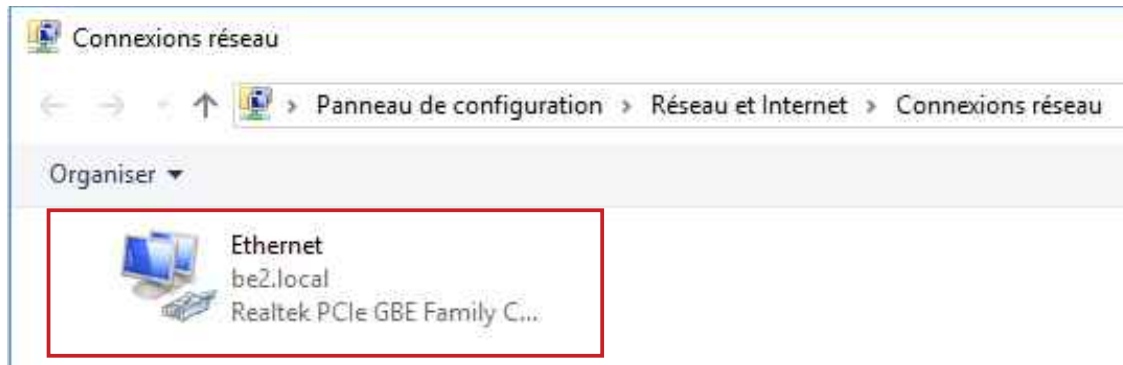 Connexions réseau
Panneau de configuration > Réseau et Internet > Connexions réseau
Organiser
Ethernet
be2.local
Realtek PCIe GBE Family C...